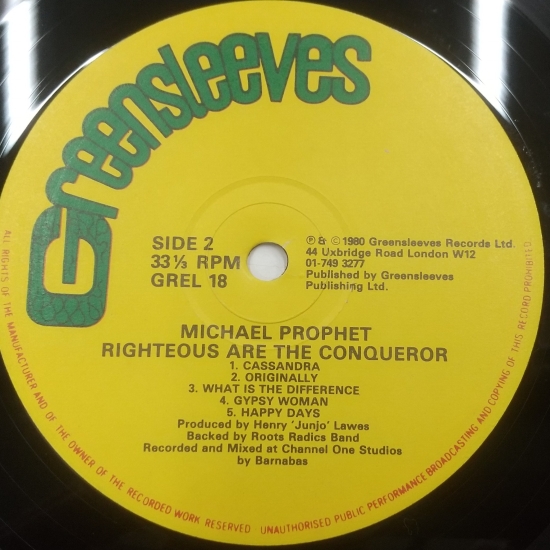 Greensleeves
SIDE 2
33⅓ RPM
GREL 18
℗ & © 1980 Greensleeves Records Ltd.
44 Uxbridge Road London W12
01-749 3277
Published by Greensleeves
Publishing Ltd.
MICHAEL PROPHET
RIGHTEOUS ARE THE CONQUEROR
1. CASSANDRA
2. ORIGINALLY
3. WHAT IS THE DIFFERENCE
4. GYPSY WOMAN
5. HAPPY DAYS
Produced by Henry 'Junjo' Lawes
Backed by Roots Radics Band
Recorded and Mixed at Channel One Studios
by Barnabas
ALL RIGHTS OF THE MANUFACTURER AND OF THE OWNER OF THE RECORDED WORK RESERVED UNAUTHORISED PUBLIC PERFORMANCE BROADCASTING AND COPYING OF THIS RECORD PROHIBITED